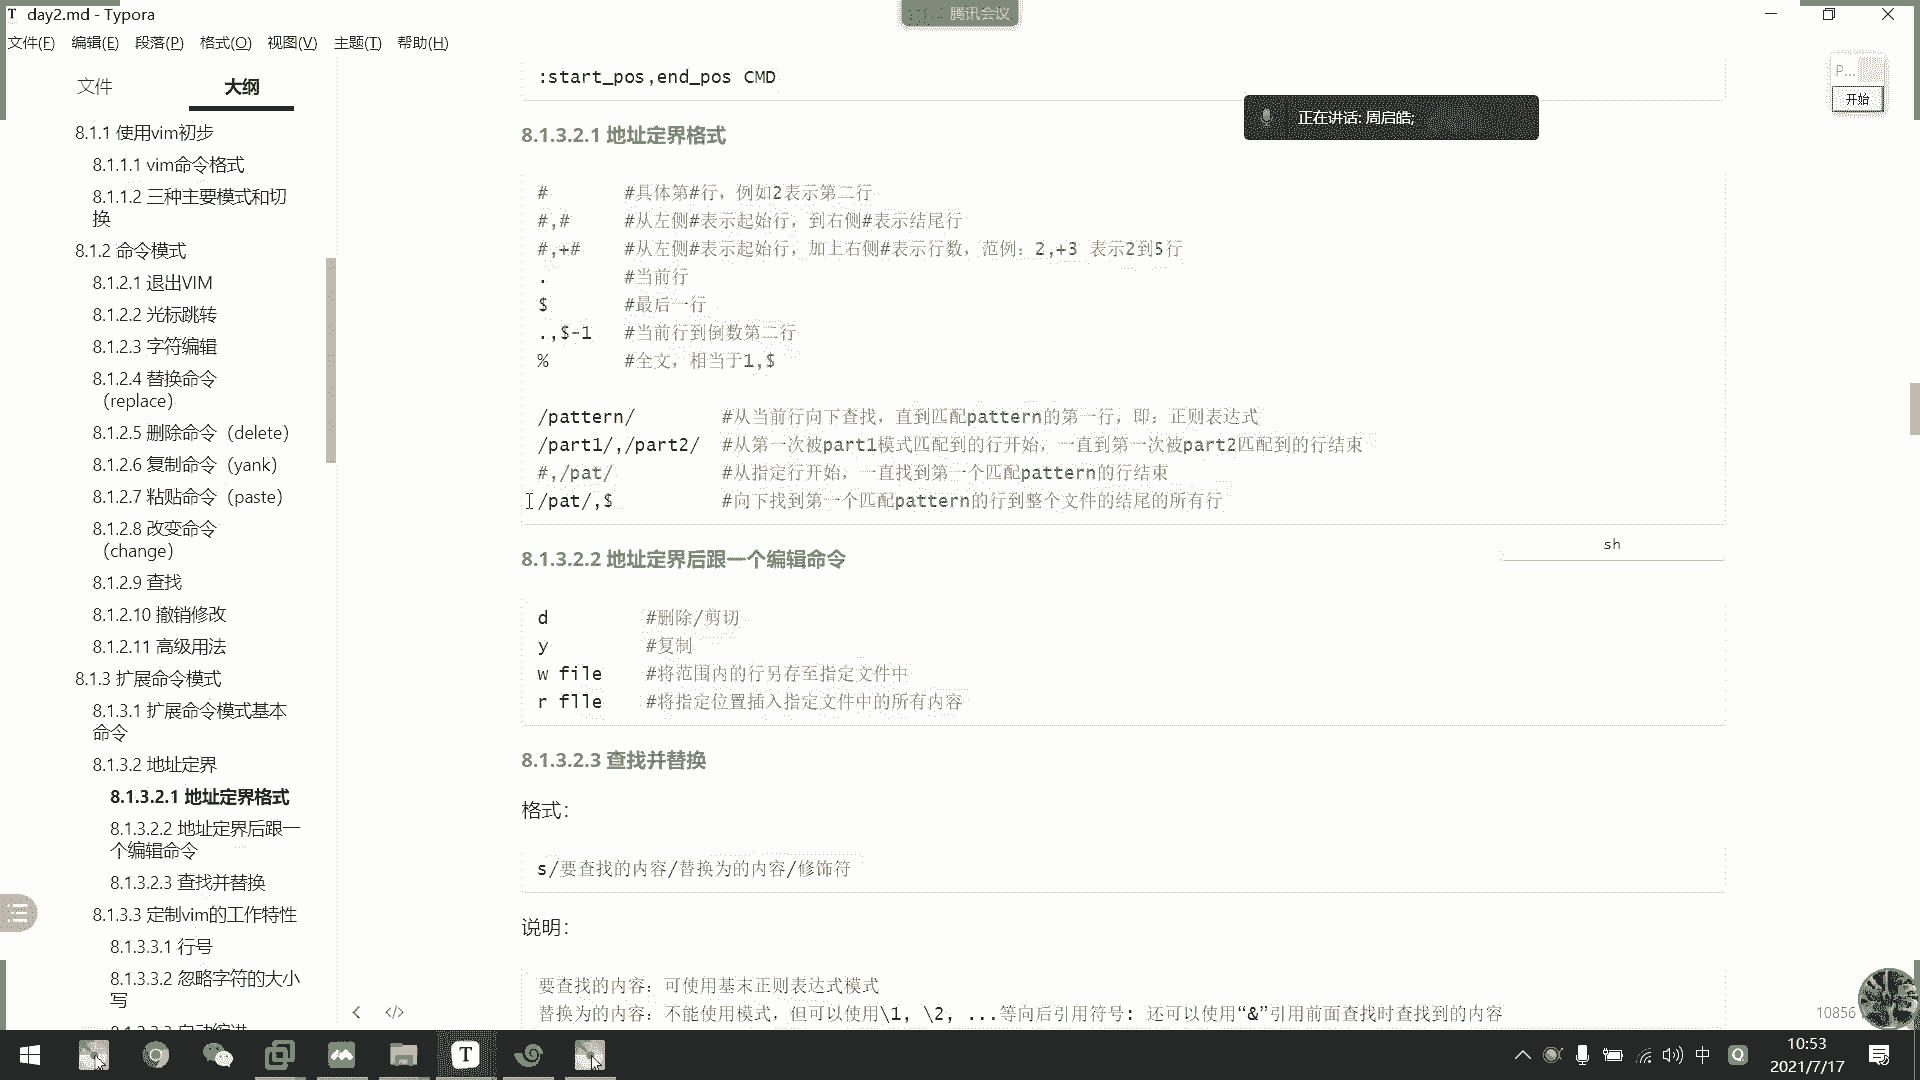 day2.md - Typora
腾讯会议
文件(F) 编辑(E) 段落(P) 格式(O) 视图(V) 主题(T) 帮助(H)
文件 大纲
8.1.1 使用vim初步
8.1.1.1 vim命令格式
8.1.1.2 三种主要模式和切
换
8.1.2 命令模式
8.1.2.1 退出VIM
8.1.2.2 光标跳转
8.1.2.3 字符编辑
8.1.2.4 替换命令
（replace）
8.1.2.5 删除命令（delete）
8.1.2.6 复制命令（yank）
8.1.2.7 粘贴命令（paste）
8.1.2.8 改变命令
（change）
8.1.2.9 查找
8.1.2.10 撤销修改
8.1.2.11 高级用法
8.1.3 扩展命令模式
8.1.3.1 扩展命令模式基本
命令
8.1.3.2 地址定界
8.1.3.2.1 地址定界格式
8.1.3.2.2 地址定界后跟一
个编辑命令
8.1.3.2.3 查找并替换
8.1.3.3 定制vim的工作特性
8.1.3.3.1 行号
8.1.3.3.2 忽略字符的大小
写
:start_pos,end_pos CMD
P...
开始
正在讲话: 周启皓;
8.1.3.2.1 地址定界格式
# #具体第#行，例如2表示第二行
#,# #从左侧#表示起始行，到右侧#表示结尾行
#,+# #从左侧#表示起始行，加上右侧#表示行数，范例：2,+3 表示2到5行
. #当前行
$ #最后一行
.,$-1 #当前行到倒数第二行
% #全文，相当于1,$
/pattern/ #从当前行向下查找，直到匹配pattern的第一行，即：正则表达式
/part1/,/part2/ #从第一次被part1模式匹配到的行开始，一直到第一次被part2匹配到的行结束
#,/pat/ #从指定行开始，一直找到第一个匹配pattern的行结束
/pat/,$ #向下找到第一个匹配pattern的行到整个文件的结尾的所有行
sh
8.1.3.2.2 地址定界后跟一个编辑命令
d #删除/剪切
y #复制
w file #将范围内的行另存至指定文件中
r flle #将指定位置插入指定文件中的所有内容
8.1.3.2.3 查找并替换
格式：
s/要查找的内容/替换为的内容/修饰符
说明：
要查找的内容：可使用基末正则表达式模式
替换为的内容：不能使用模式，但可以使用\1, \2, ...等向后引用符号：还可以使用“&”引用前面查找时查找到的内容
10856
中
10:53
2021/7/17